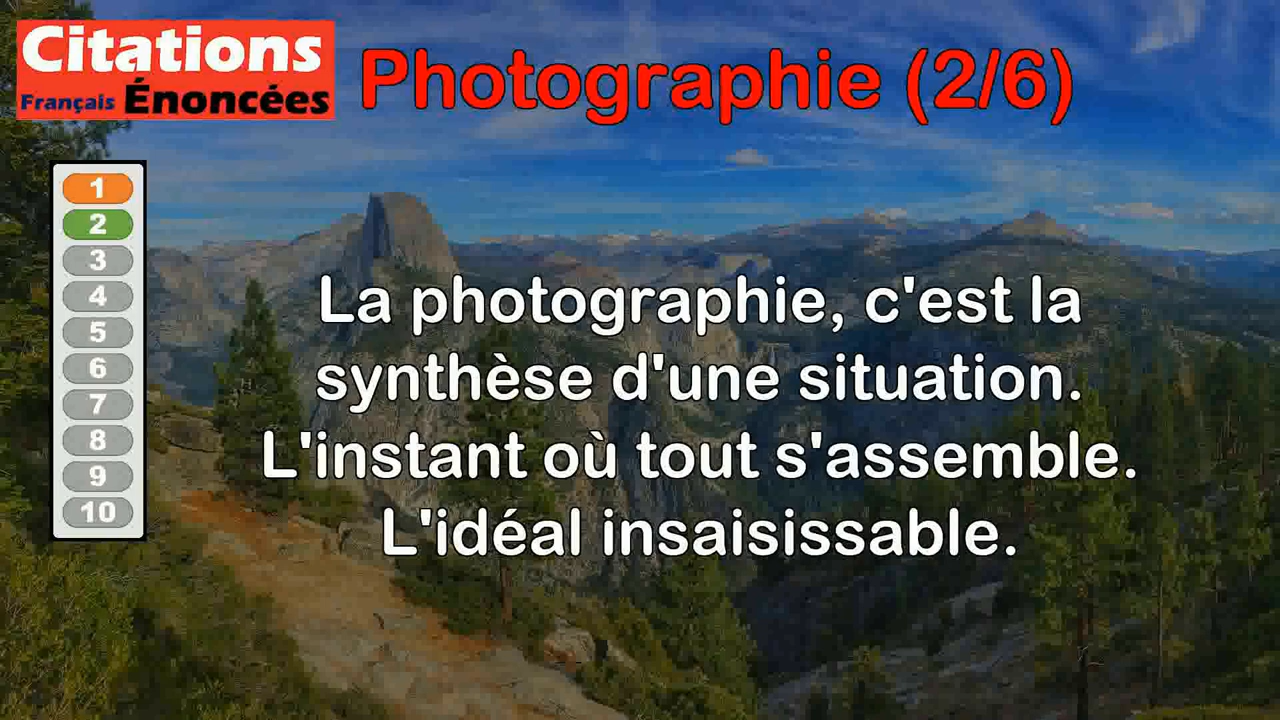 Citations
Français Énoncées
Photographie (2/6)
1
2
3
4
5
6
7
8
9
10
La photographie, c'est la
synthèse d'une situation.
L'instant où tout s'assemble.
L'idéal insaisissable.